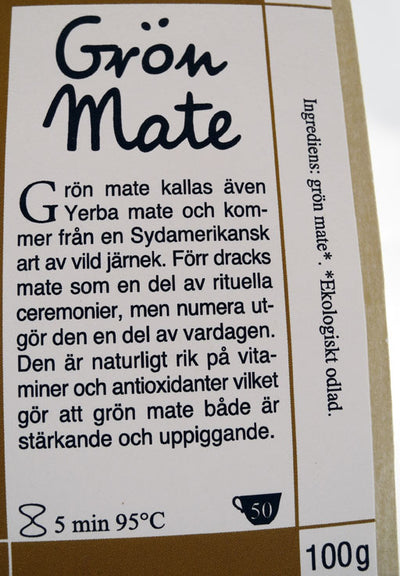 Grön
Mate
Grön mate kallas även
Yerba mate och kom-
mer från en Sydamerikansk
art av vild järnek. Förr dracks
mate som en del av rituella
ceremonier, men numera ut-
gör den en del av vardagen.
Den är naturligt rik på vita-
miner och antioxidanter vilket
gör att grön mate både är
stärkande och uppiggande.
5 min 95°C
50
Ingrediens: grön mate*. *Ekologiskt odlad.
100g